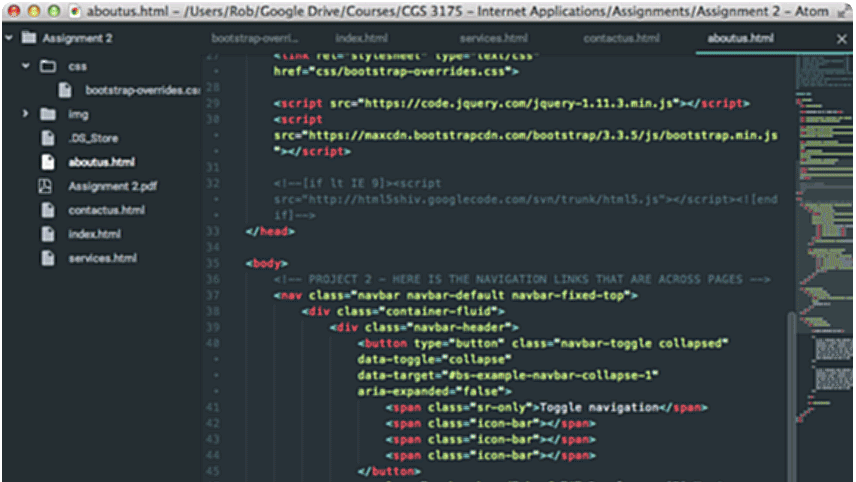 aboutus.html – /Users/Rob/Google Drive/Courses/CGS 3175 – Internet Applications/Assignments/Assignment 2 – Atom
Assignment 2
css
bootstrap-overrides.css
img
.DS_Store
aboutus.html
Assignment 2.pdf
contactus.html
index.html
services.html
bootstrap-overri... index.html services.html contactus.html aboutus.html
27 <link rel="stylesheet" type="text/css"
href="css/bootstrap-overrides.css">
28
29 <script src="https://code.jquery.com/jquery-1.11.3.min.js"></script>
30 <script
src="https://maxcdn.bootstrapcdn.com/bootstrap/3.3.5/js/bootstrap.min.js
"></script>
31
32 <!--[if lt IE 9]><script
src="http://html5shiv.googlecode.com/svn/trunk/html5.js"></script><![end
if]-->
33 </head>
34
35 <body>
36 <!-- PROJECT 2 - HERE IS THE NAVIGATION LINKS THAT ARE ACROSS PAGES -->
37 <nav class="navbar navbar-default navbar-fixed-top">
38 <div class="container-fluid">
39 <div class="navbar-header">
40 <button type="button" class="navbar-toggle collapsed"
data-toggle="collapse"
data-target="#bs-example-navbar-collapse-1"
aria-expanded="false">
41 <span class="sr-only">Toggle navigation</span>
42 <span class="icon-bar"></span>
43 <span class="icon-bar"></span>
44 <span class="icon-bar"></span>
45 </button>